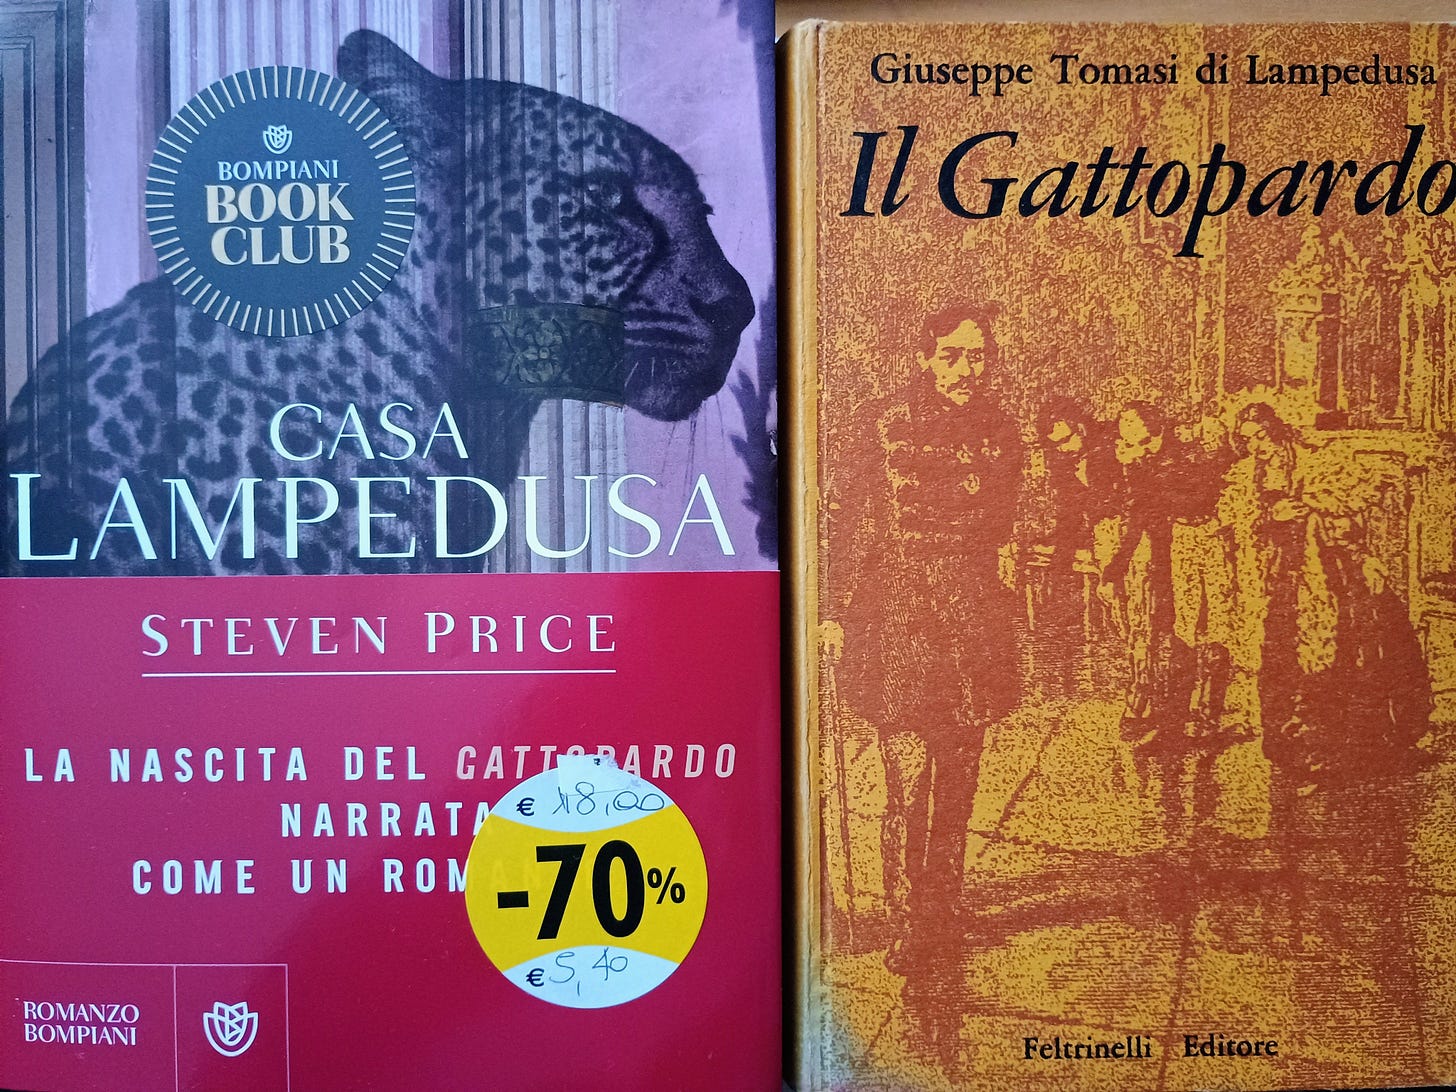 BOMPIANI
BOOK
CLUB
CASA
LAMPEDUSA
STEVEN PRICE
LA NASCITA DEL GATTOPARDO
NARRATA
COME UN ROMAN
€ 18,00
-70%
€ 5,40
ROMANZO
BOMPIANI
Giuseppe Tomasi di Lampedusa
Il Gattopardo
Feltrinelli Editore